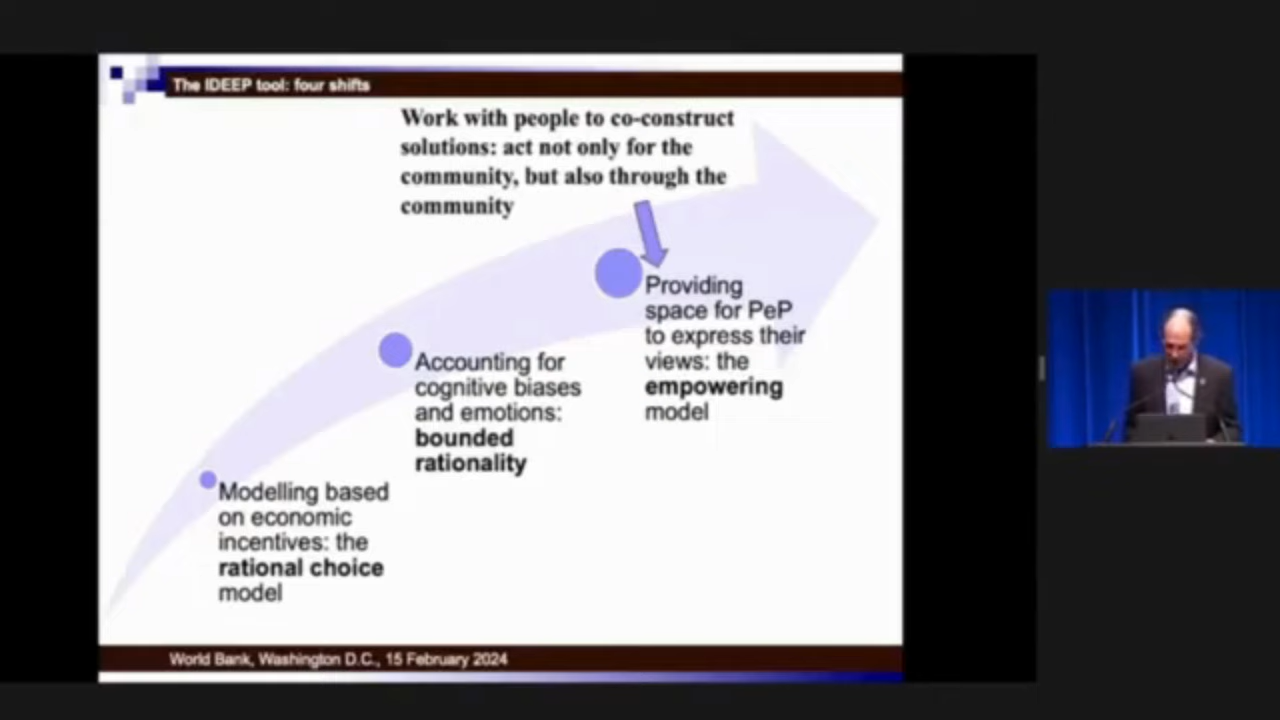 The IDEEP tool: four shifts
Work with people to co-construct
solutions: act not only for the
community, but also through the
community
Providing
space for PeP
to express their
views: the
empowering
model
Accounting for
cognitive biases
and emotions:
bounded
rationality
Modelling based
on economic
incentives: the
rational choice
model
World Bank, Washington D.C., 15 February 2024